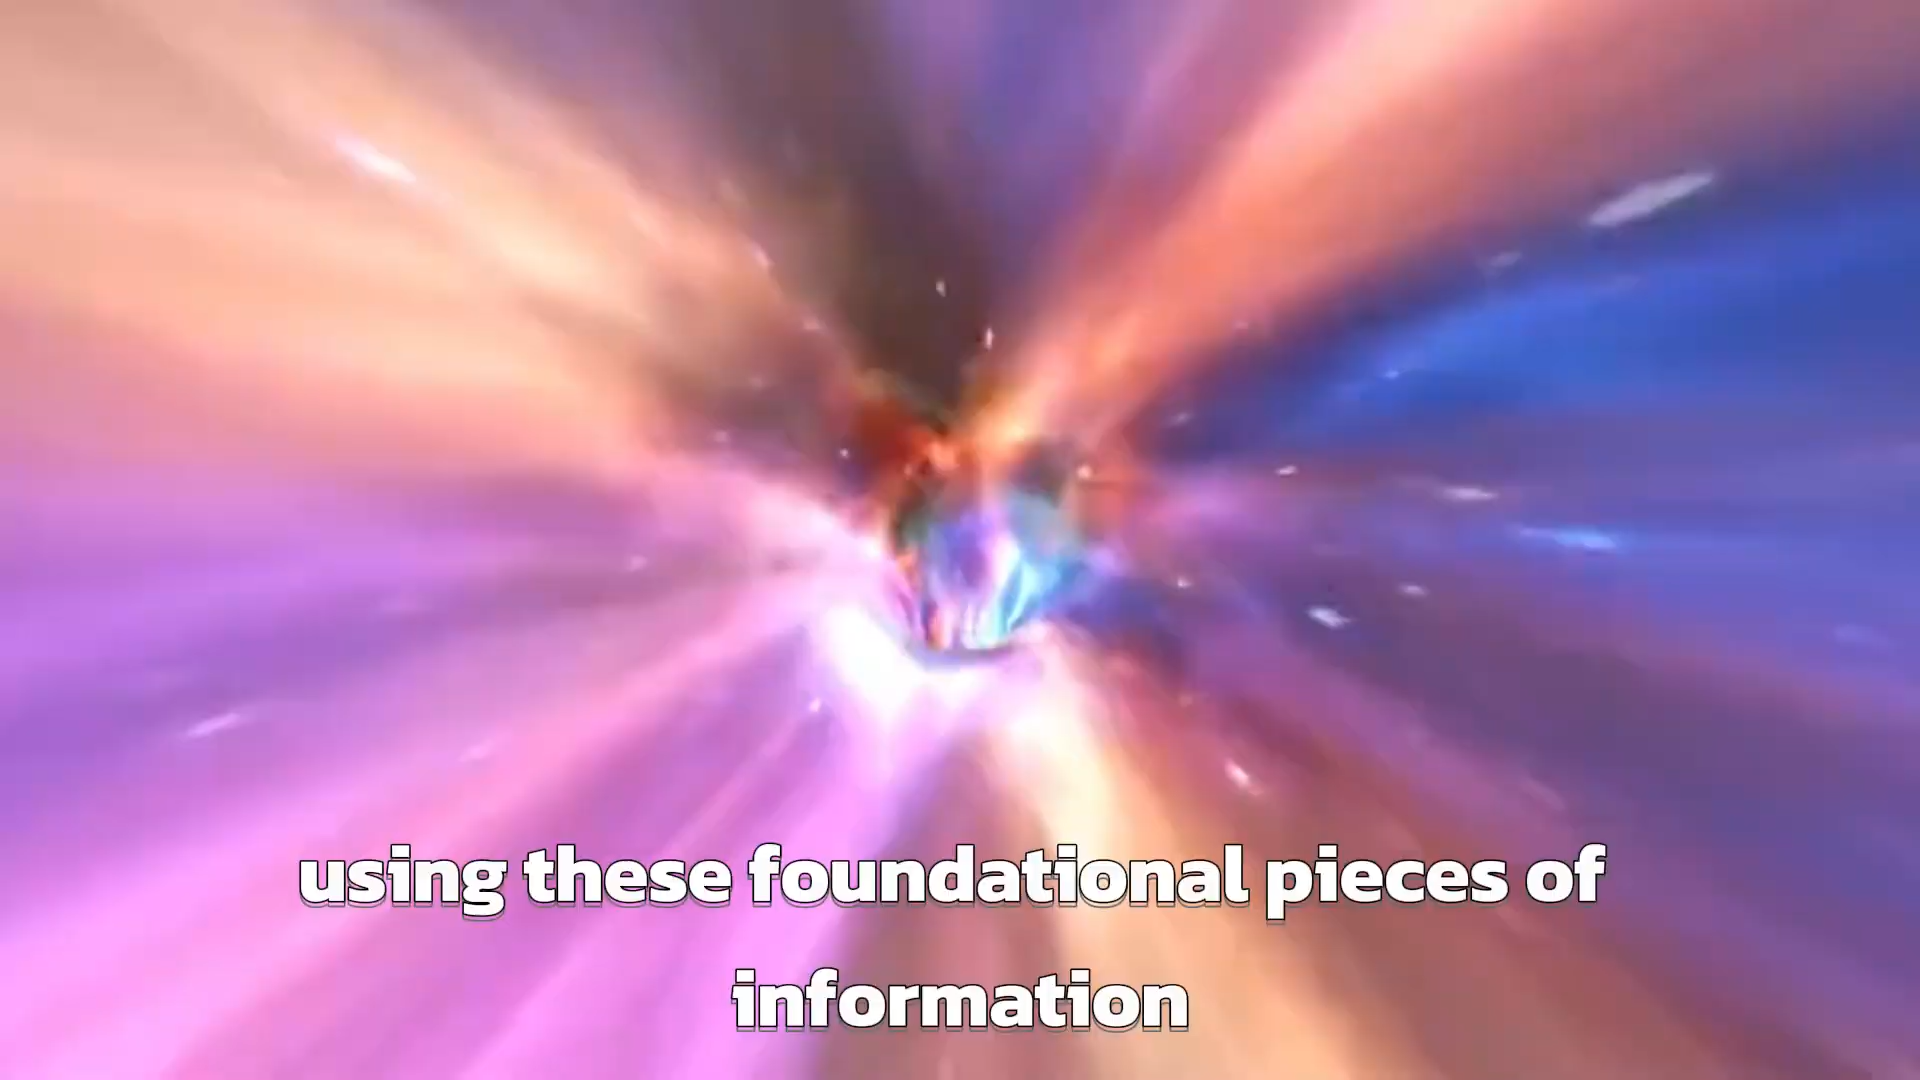 using these foundational pieces of
information